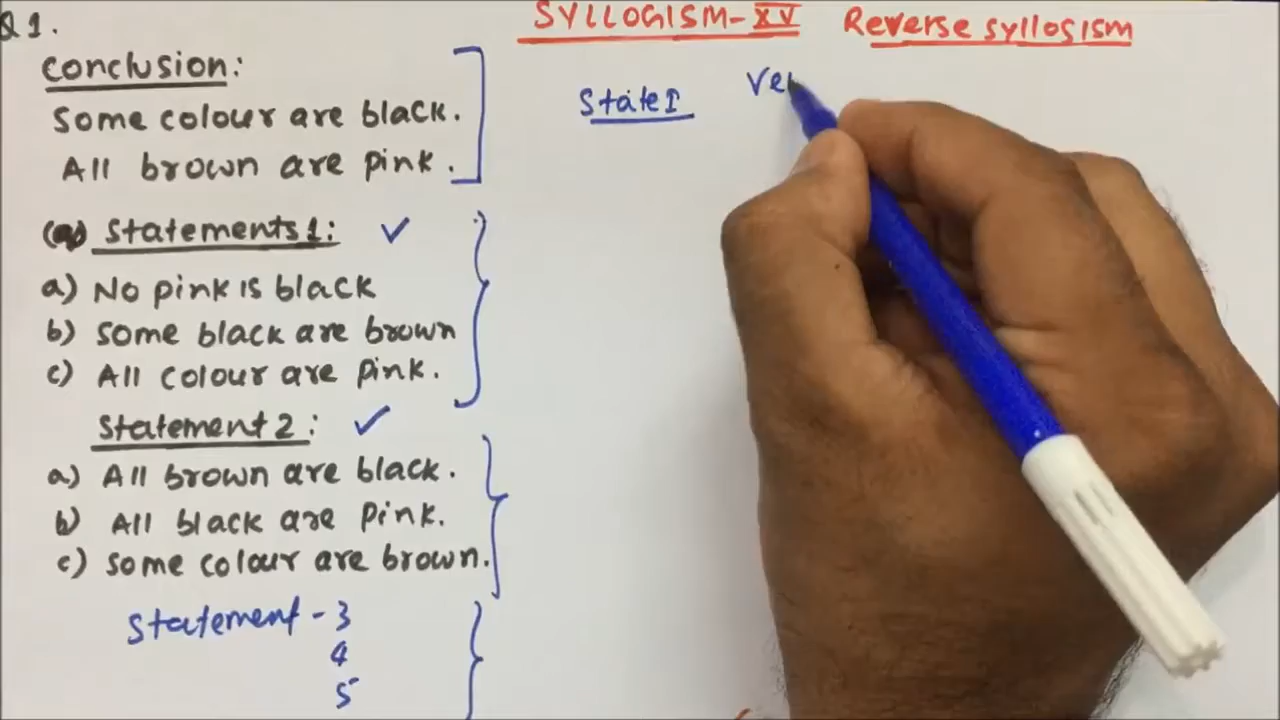 Q1.
SYLLOGISM-XV Reverse syllogism
Conclusion:
Some colour are black.
All brown are pink.
(a) Statements 1: ✓
a) No pink is black
b) Some black are brown
c) All colour are pink.
Statement 2: ✓
a) All brown are black.
b) All black are pink.
c) Some colour are brown.
Statement - 3
4
5
State I Ve